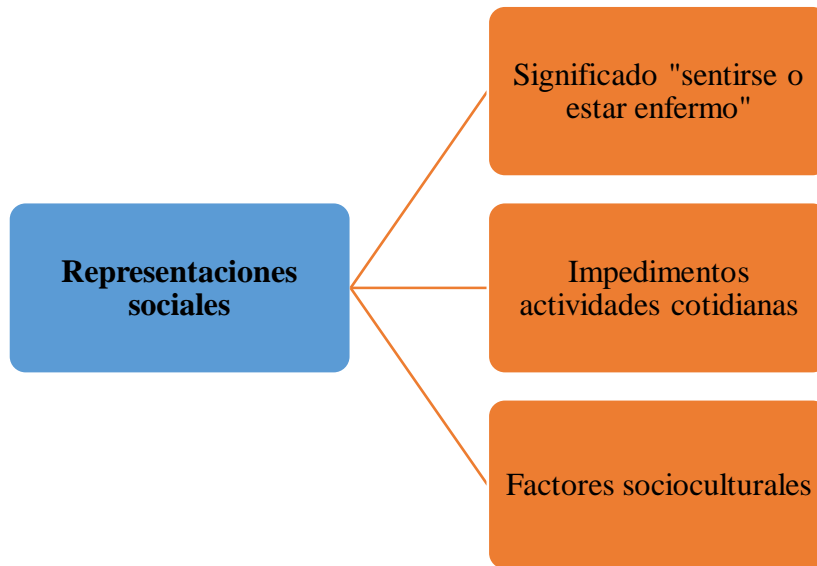 Representaciones
sociales
Significado "sentirse o
estar enfermo"
Impedimentos
actividades cotidianas
Factores socioculturales